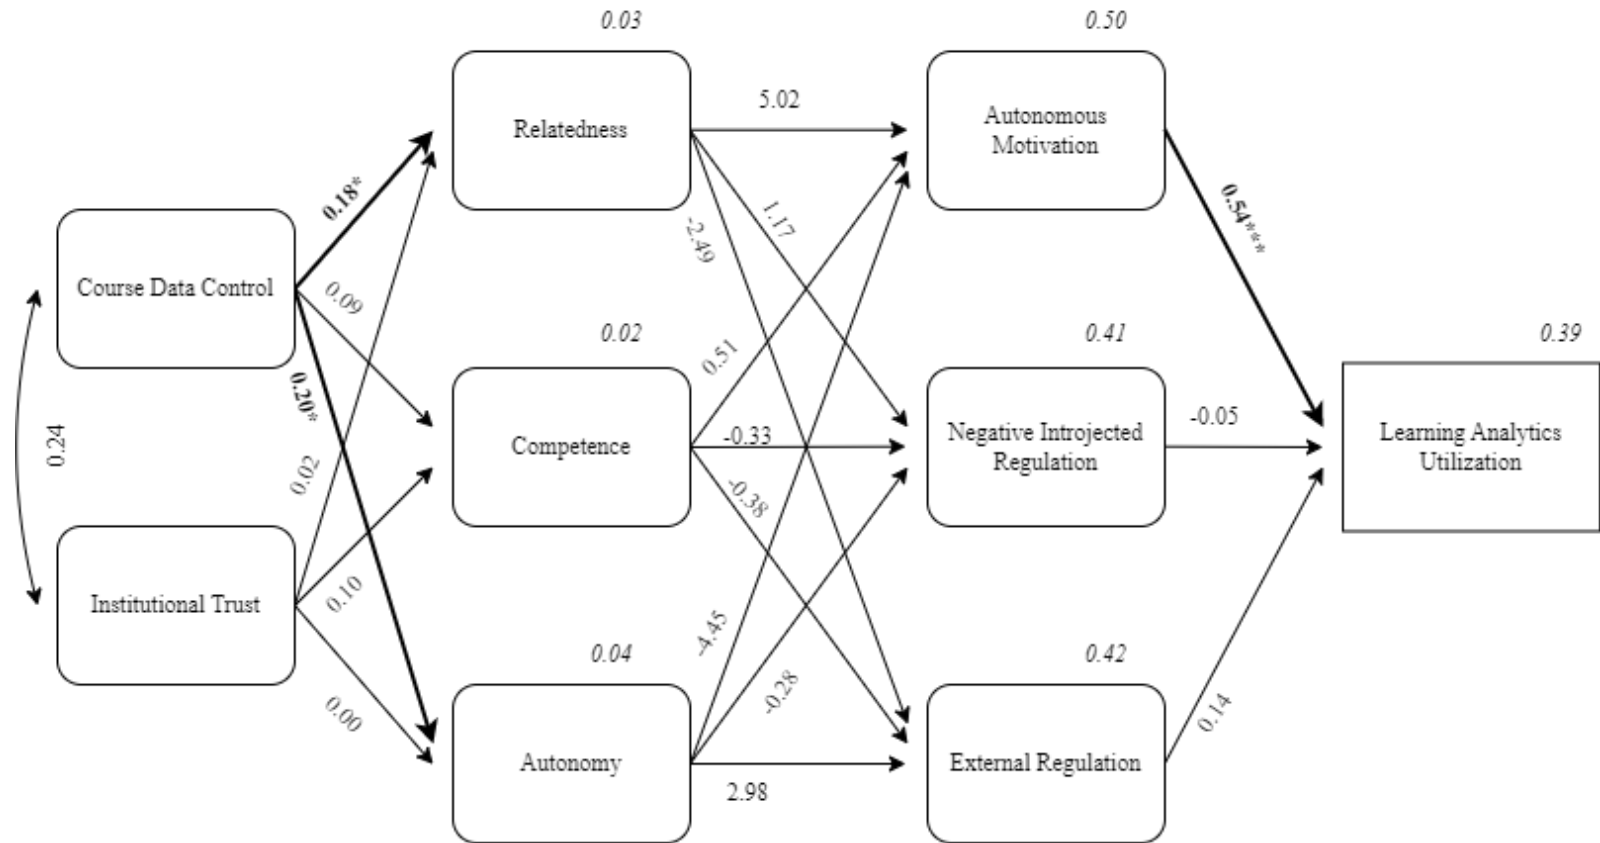 0.03
0.50
Relatedness
5.02
Autonomous
Motivation
0.18*
1.17
-2.49
0.54***
Course Data Control
0.09
0.02
0.41
0.39
0.51
0.20*
0.24
Competence
-0.33
Negative Introjected
Regulation
-0.05
Learning Analytics
Utilization
0.02
-0.38
Institutional Trust
0.10
0.04
-4.45
-0.28
0.42
0.00
0.14
Autonomy
2.98
External Regulation